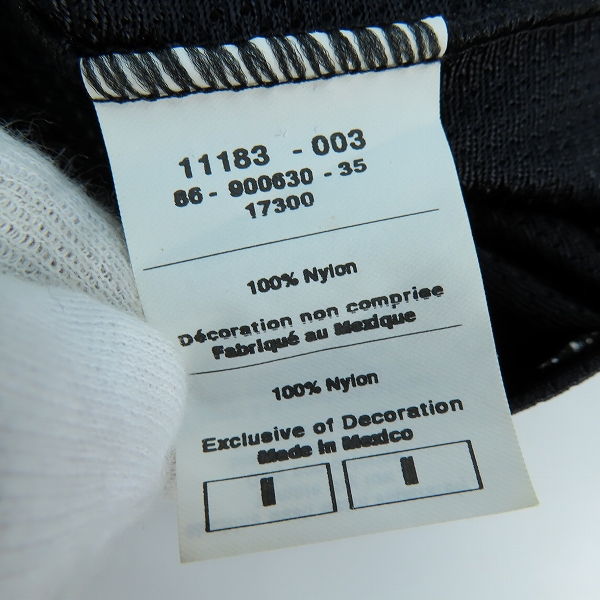 11183 - 003
86 - 900630 - 35
17300
100% Nylon
Décoration non comprise
Fabriqué au Mexique
100% Nylon
Exclusive of Decoration
Made in Mexico